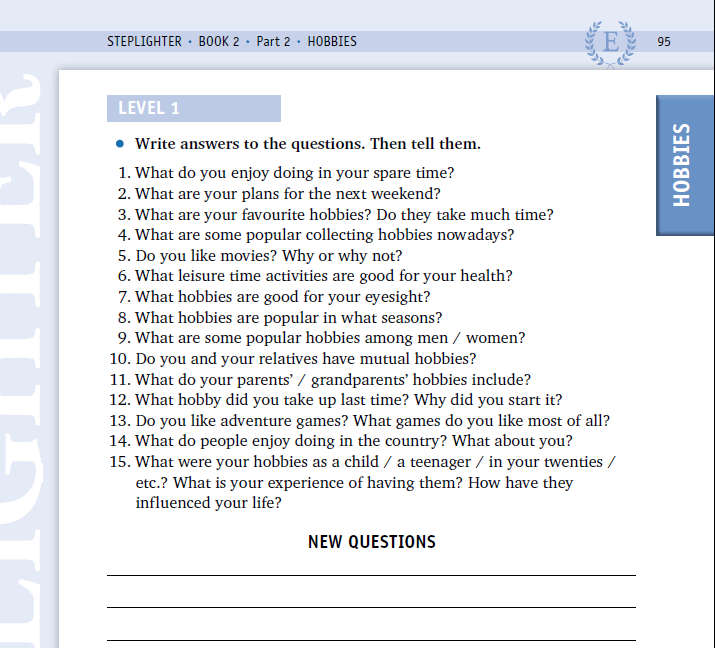 STEPLIGHTER • BOOK 2 • Part 2 • HOBBIES
E
95
LEVEL 1
HOBBIES
• Write answers to the questions. Then tell them.
1. What do you enjoy doing in your spare time?
2. What are your plans for the next weekend?
3. What are your favourite hobbies? Do they take much time?
4. What are some popular collecting hobbies nowadays?
5. Do you like movies? Why or why not?
6. What leisure time activities are good for your health?
7. What hobbies are good for your eyesight?
8. What hobbies are popular in what seasons?
9. What are some popular hobbies among men / women?
10. Do you and your relatives have mutual hobbies?
11. What do your parents’ / grandparents’ hobbies include?
12. What hobby did you take up last time? Why did you start it?
13. Do you like adventure games? What games do you like most of all?
14. What do people enjoy doing in the country? What about you?
15. What were your hobbies as a child / a teenager / in your twenties /
etc.? What is your experience of having them? How have they
influenced your life?
NEW QUESTIONS